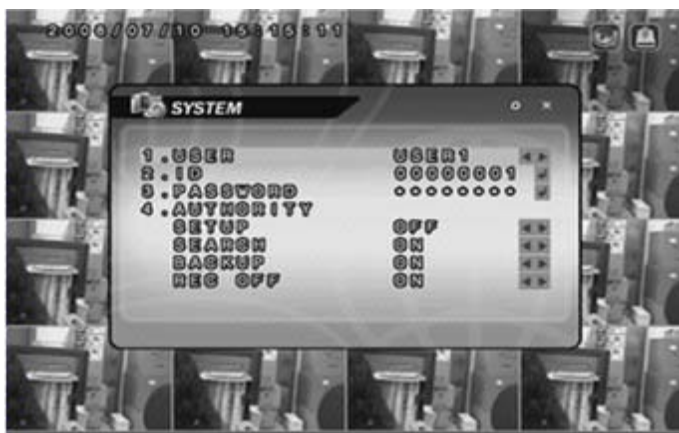 2008/07/10 15:15:11
SYSTEM
1.USER USER1
2.ID 00000001
3.PASSWORD
4.AUTHORITY
SETUP OFF
SEARCH ON
BACKUP ON
REC OFF ON